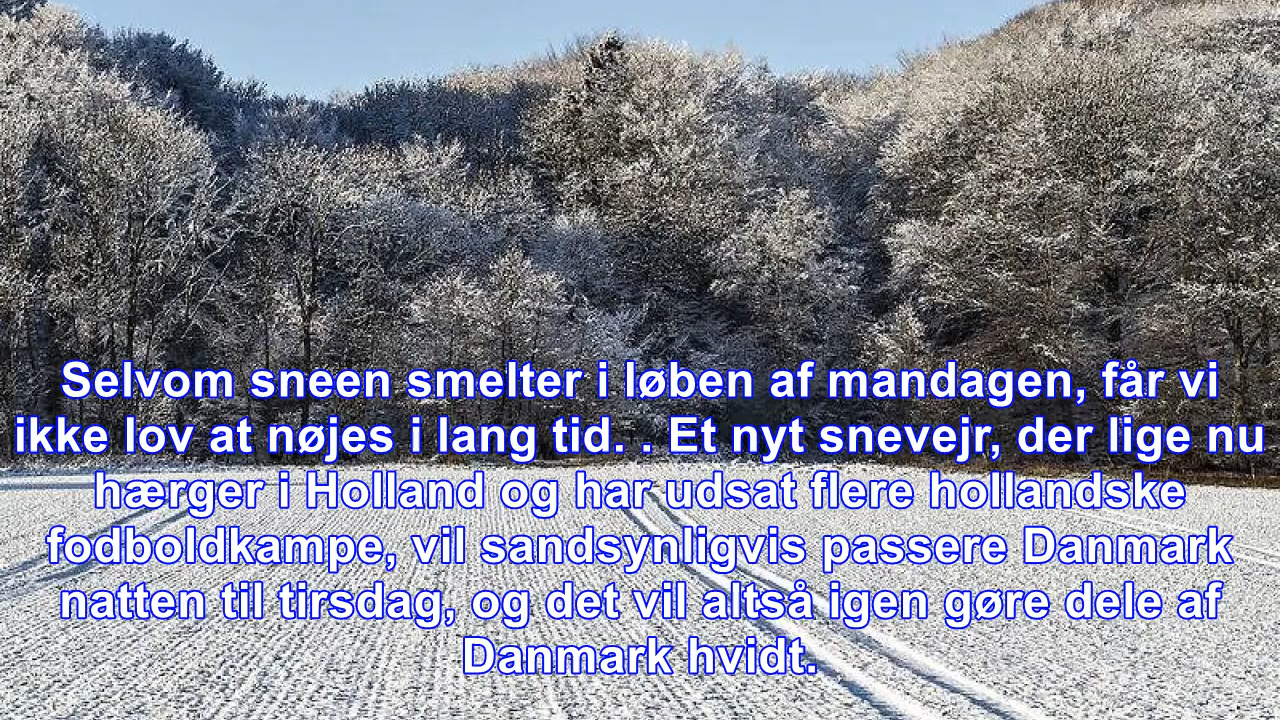 Selvom sneen smelter i løben af mandagen, får vi
ikke lov at nøjes i lang tid. . Et nyt snevejr, der lige nu
hærger i Holland og har udsat flere hollandske
fodboldkampe, vil sandsynligvis passere Danmark
natten til tirsdag, og det vil altså igen gøre dele af
Danmark hvidt.